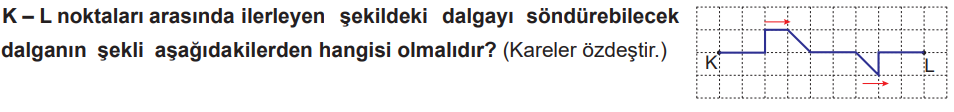 K – L noktaları arasında ilerleyen şekildeki dalgayı söndürebilecek
dalganın şekli aşağıdakilerden hangisi olmalıdır? (Kareler özdeştir.)
K
L